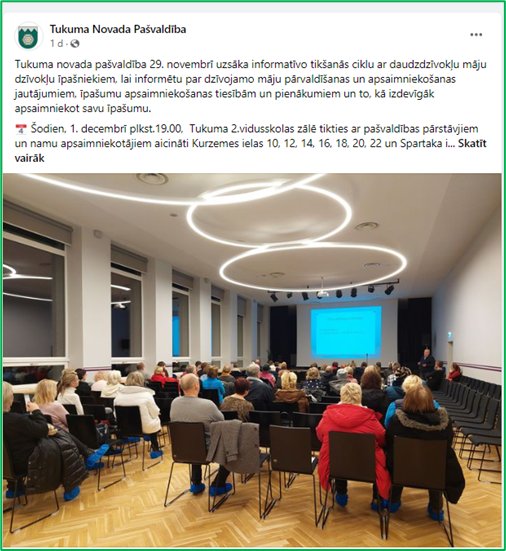 Tukuma Novada Pašvaldība
1 d ·
Tukuma novada pašvaldība 29. novembrī uzsāka informatīvo tikšanās ciklu ar daudzdzīvokļu māju
dzīvokļu īpašniekiem, lai informētu par dzīvojamo māju pārvaldīšanas un apsaimniekošanas
jautājumiem, īpašumu apsaimniekošanas tiesībām un pienākumiem un to, kā izdevīgāk
apsaimniekot savu īpašumu.
Šodien, 1. decembrī plkst.19.00, Tukuma 2.vidusskolas zālē tikties ar pašvaldības pārstāvjiem
un namu apsaimniekotājiem aicināti Kurzemes ielas 10, 12, 14, 16, 18, 20, 22 un Spartaka i... Skatīt
vairāk